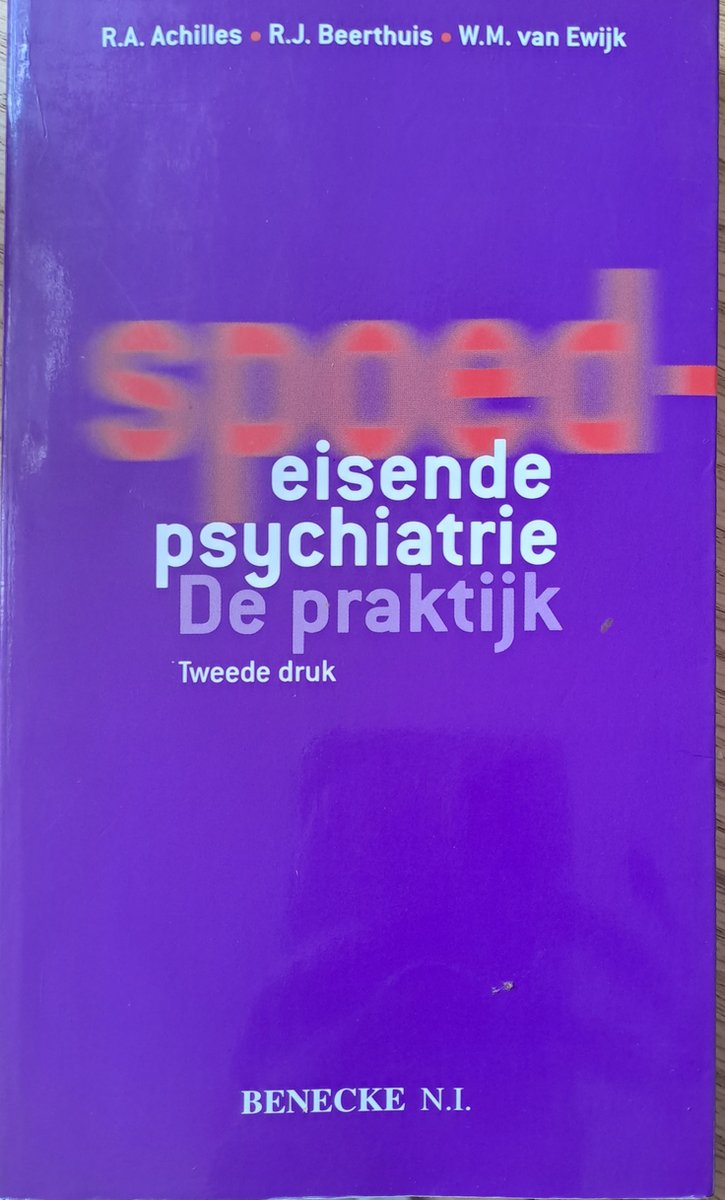 R.A. Achilles • R.J. Beerthuis • W.M. van Ewijk
spoed-
eisende
psychiatrie
De praktijk
Tweede druk
BENECKE N.I.